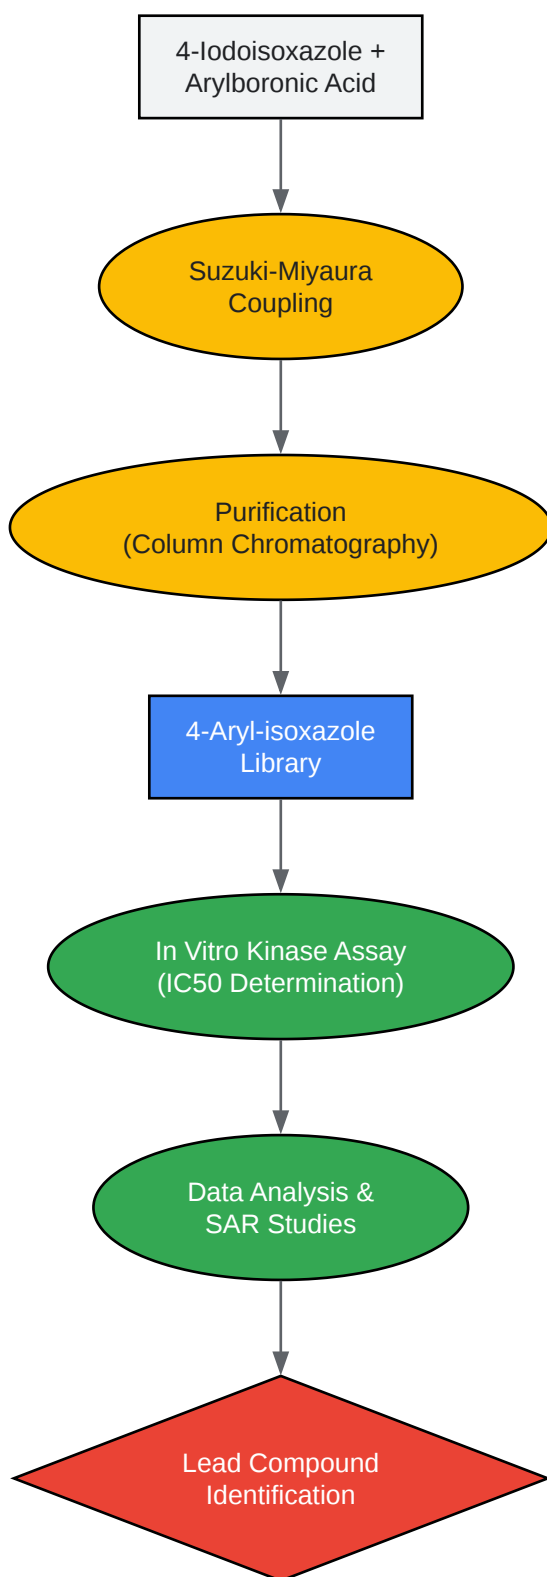 4-Iodoisoxazole +
Arylboronic Acid
Suzuki-Miyaura
Coupling
Purification
(Column Chromatography)
4-Aryl-isoxazole
Library
In Vitro Kinase Assay
(IC50 Determination)
Data Analysis &
SAR Studies
Lead Compound
Identification